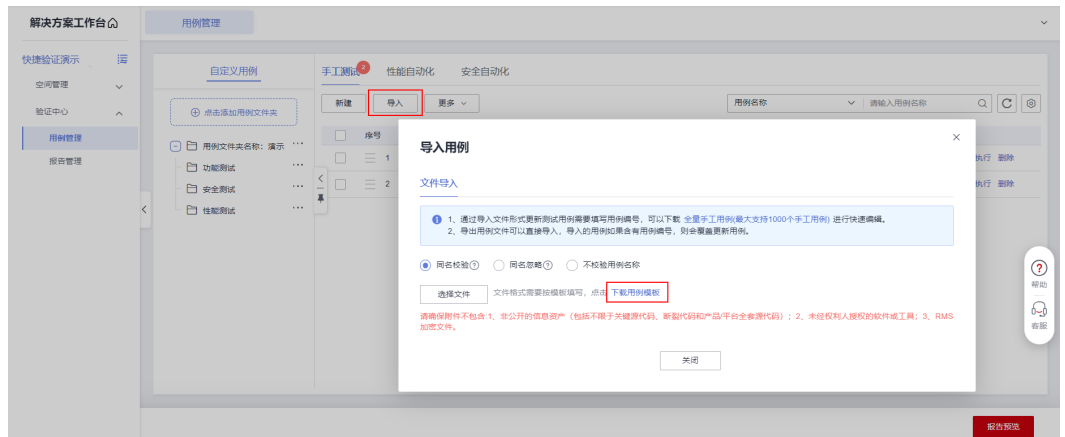 解决方案工作台
用例管理
快捷验证演示
空间管理
验证中心
用例管理
报告管理
自定义用例
点击添加用例文件夹
用例文件夹名称：演示 ···
功能测试 ···
安全测试 ···
性能测试 ···
手工测试 2 性能自动化 安全自动化
新建 导入 更多
用例名称 请输入用例名称
序号
1
执行 删除
2
执行 删除
导入用例
文件导入
1、通过导入文件形式更新测试用例需要填写用例编号，可以下载 全量手工用例(最大支持1000个手工用例) 进行快速编辑。
2、导出用例文件可以直接导入，导入的用例如果含有用例编号，则会覆盖更新用例。
同名校验 同名忽略 不校验用例名称
选择文件 文件格式需要按模板填写，点击 下载用例模板
请确保附件不包含:1、非公开的信息资产（包括不限于关键源代码、断裂代码和产品/平台全套源代码）；2、未经权利人授权的软件或工具；3、RMS
加密文件。
关闭
帮助
客服
报告预览